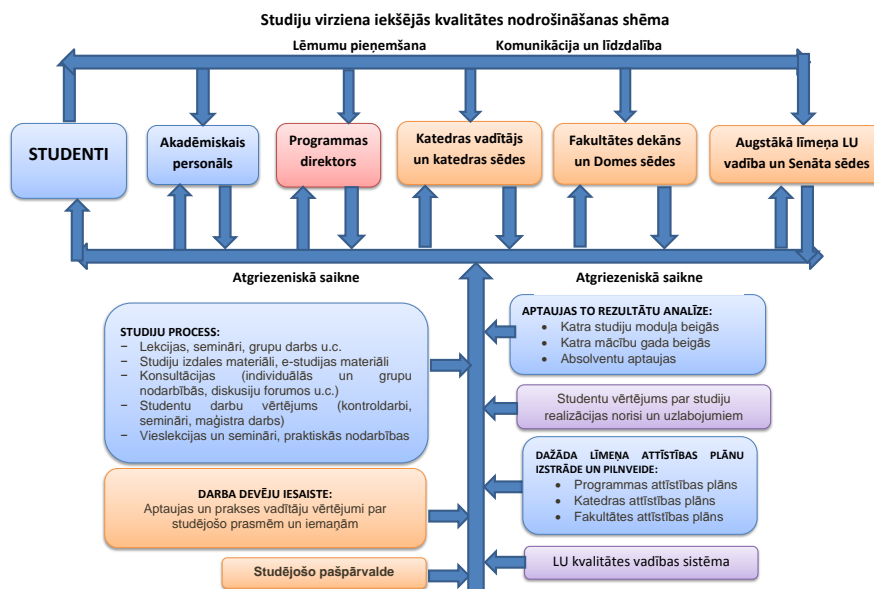 Studiju virziena iekšējās kvalitātes nodrošināšanas shēma
Lēmumu pieņemšana
Komunikācija un līdzdalība
STUDENTI
Akadēmiskais
personāls
Programmas
direktors
Katedras vadītājs
un katedras sēdes
Fakultātes dekāns
un Domes sēdes
Augstākā līmeņa LU
vadība un Senāta sēdes
Atgriezeniskā saikne
Atgriezeniskā saikne
STUDIJU PROCESS:
− Lekcijas, semināri, grupu darbs u.c.
− Studiju izdales materiāli, e-studijas materiāli
− Konsultācijas (individuālās un grupu
nodarbībās, diskusiju forumos u.c.)
− Studentu darbu vērtējums (kontroldarbi,
semināri, maģistra darbs)
− Vieslekcijas un semināri, praktiskās nodarbības
DARBA DEVĒJU IESAISTE:
Aptaujas un prakses vadītāju vērtējumi par
studējošo prasmēm un iemaņām
Studējošo pašpārvalde
APTAUJAS TO REZULTĀTU ANALĪZE:
• Katra studiju moduļa beigās
• Katra mācību gada beigās
• Absolventu aptaujas
Studentu vērtējums par studiju
realizācijas norisi un uzlabojumiem
DAŽĀDA LĪMEŅA ATTĪSTĪBAS PLĀNU
IZSTRĀDE UN PILNVEIDE:
• Programmas attīstības plāns
• Katedras attīstības plāns
• Fakultātes attīstības plāns
LU kvalitātes vadības sistēma